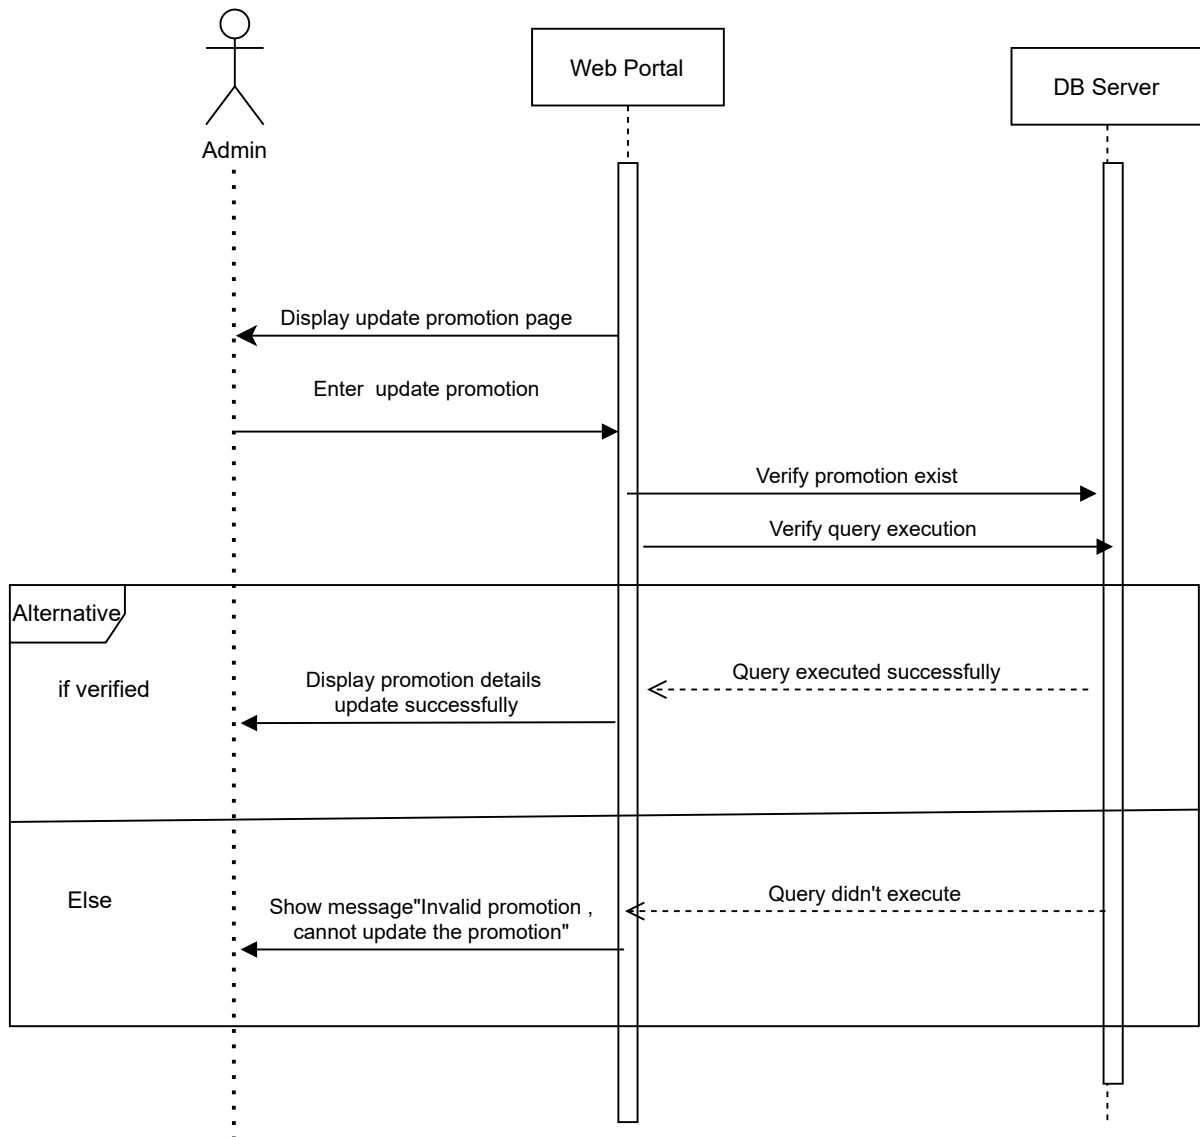 Web Portal
DB Server
Admin
Display update promotion page
Enter  update promotion
Verify promotion exist
Verify query execution
Alternative
if verified
Display promotion details
update successfully
Query executed successfully
Else
Show message"Invalid promotion ,
cannot update the promotion"
Query didn't execute